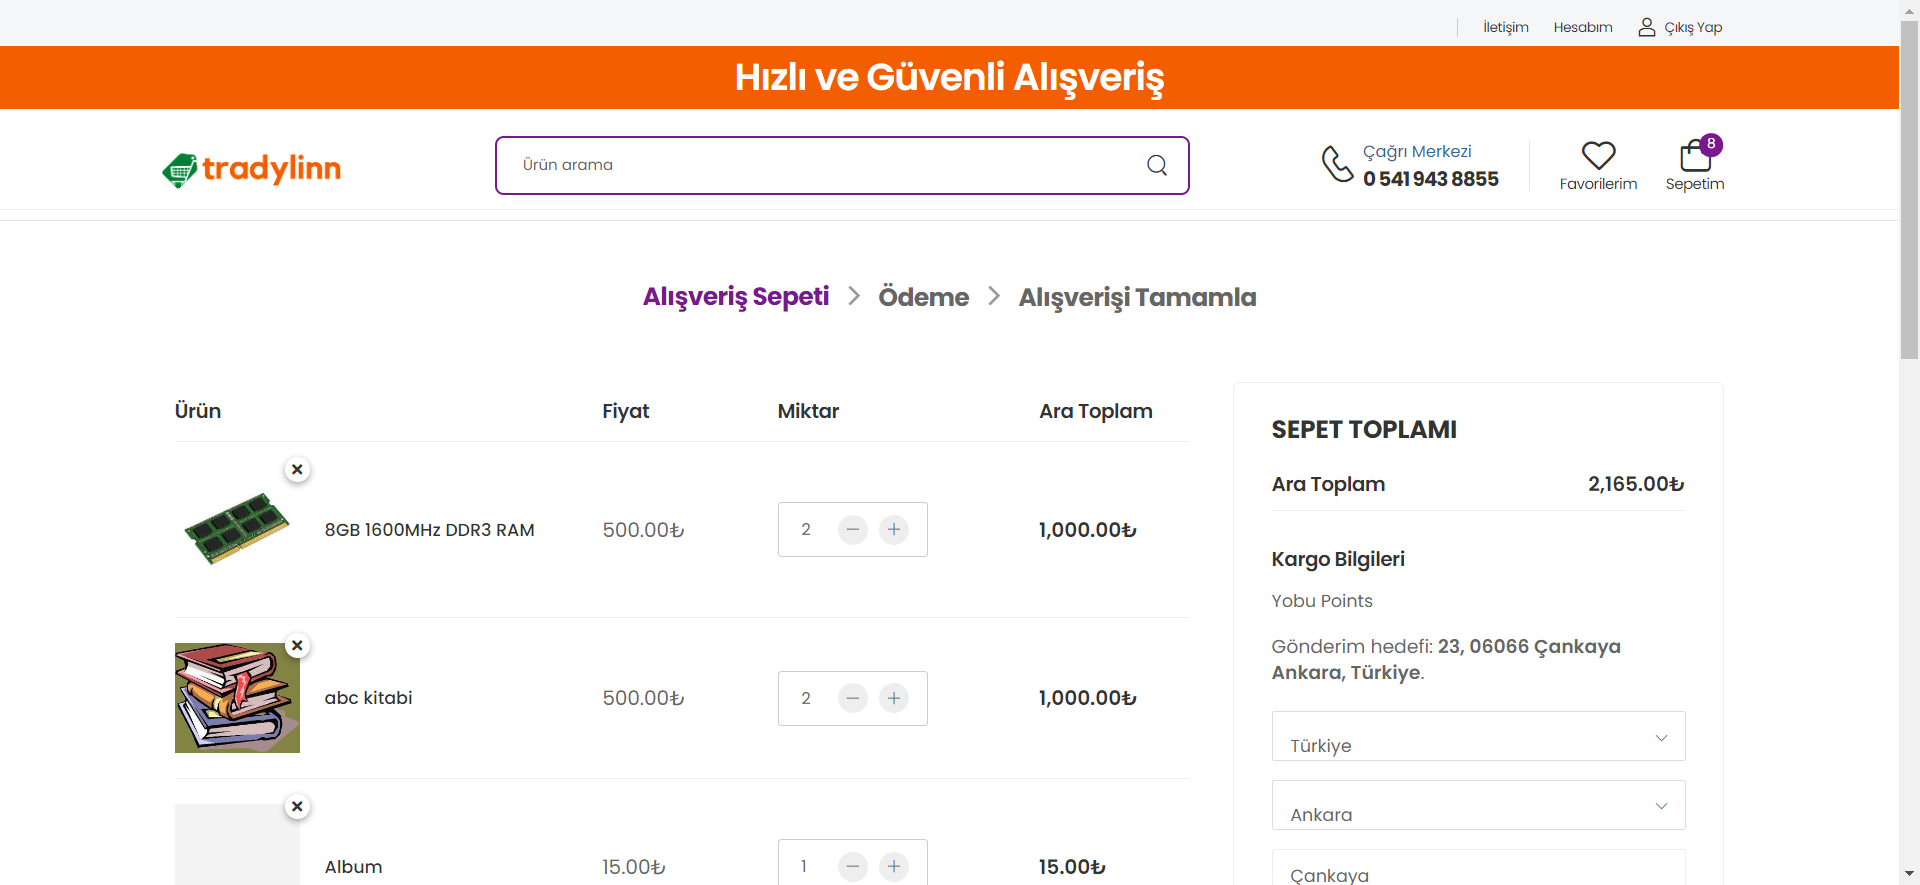 İletişim
Hesabım
Çıkış Yap
Hızlı ve Güvenli Alışveriş
tradylinn
Ürün arama
Çağrı Merkezi
0 541 943 8855
Favorilerim
8
Sepetim
Alışveriş Sepeti > Ödeme > Alışverişi Tamamla
Ürün
Fiyat
Miktar
Ara Toplam
8GB 1600MHz DDR3 RAM
500.00₺
2
1,000.00₺
abc kitabi
500.00₺
2
1,000.00₺
Album
15.00₺
1
15.00₺
SEPET TOPLAMI
Ara Toplam
2,165.00₺
Kargo Bilgileri
Yobu Points
Gönderim hedefi: 23, 06066 Çankaya
Ankara, Türkiye.
Türkiye
Ankara
Çankaya